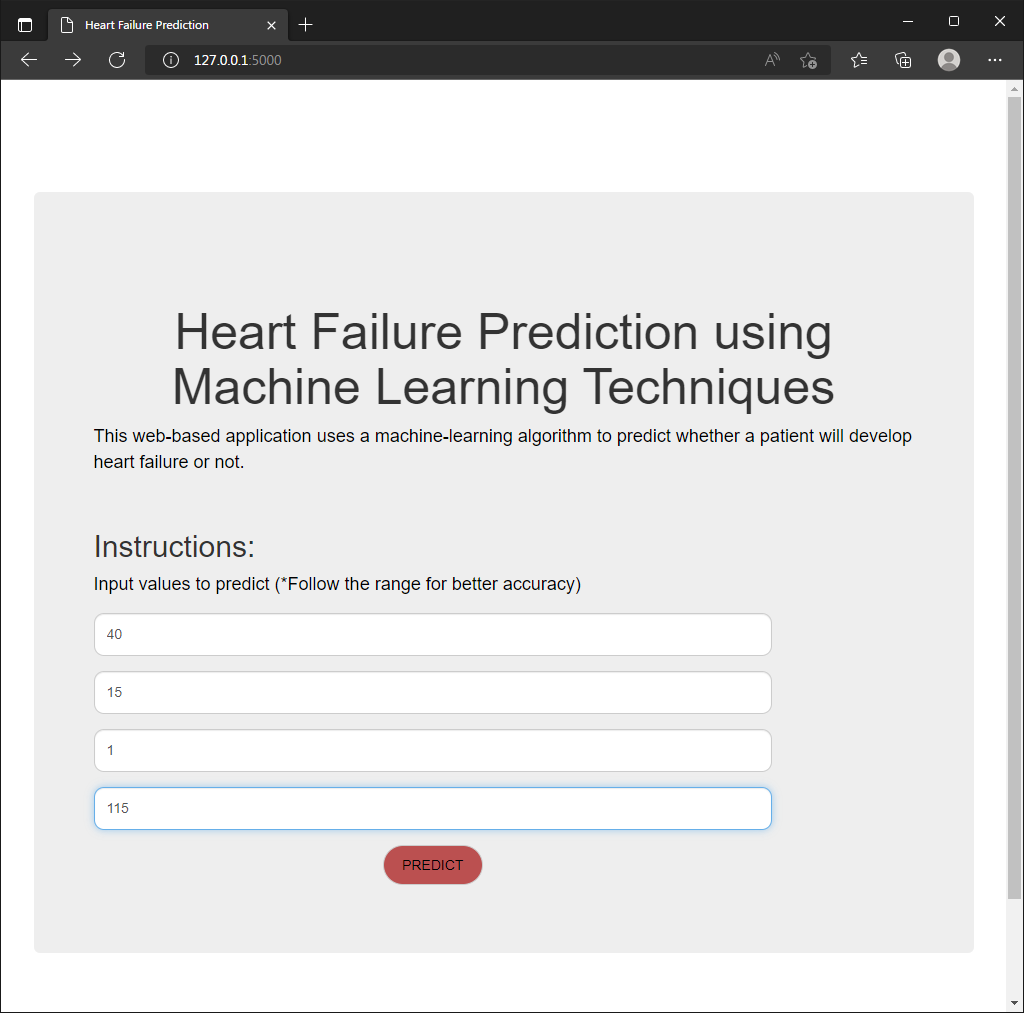 Heart Failure Prediction
127.0.0.1:5000
Heart Failure Prediction using
Machine Learning Techniques
This web-based application uses a machine-learning algorithm to predict whether a patient will develop
heart failure or not.
Instructions:
Input values to predict (*Follow the range for better accuracy)
40
15
1
115
PREDICT